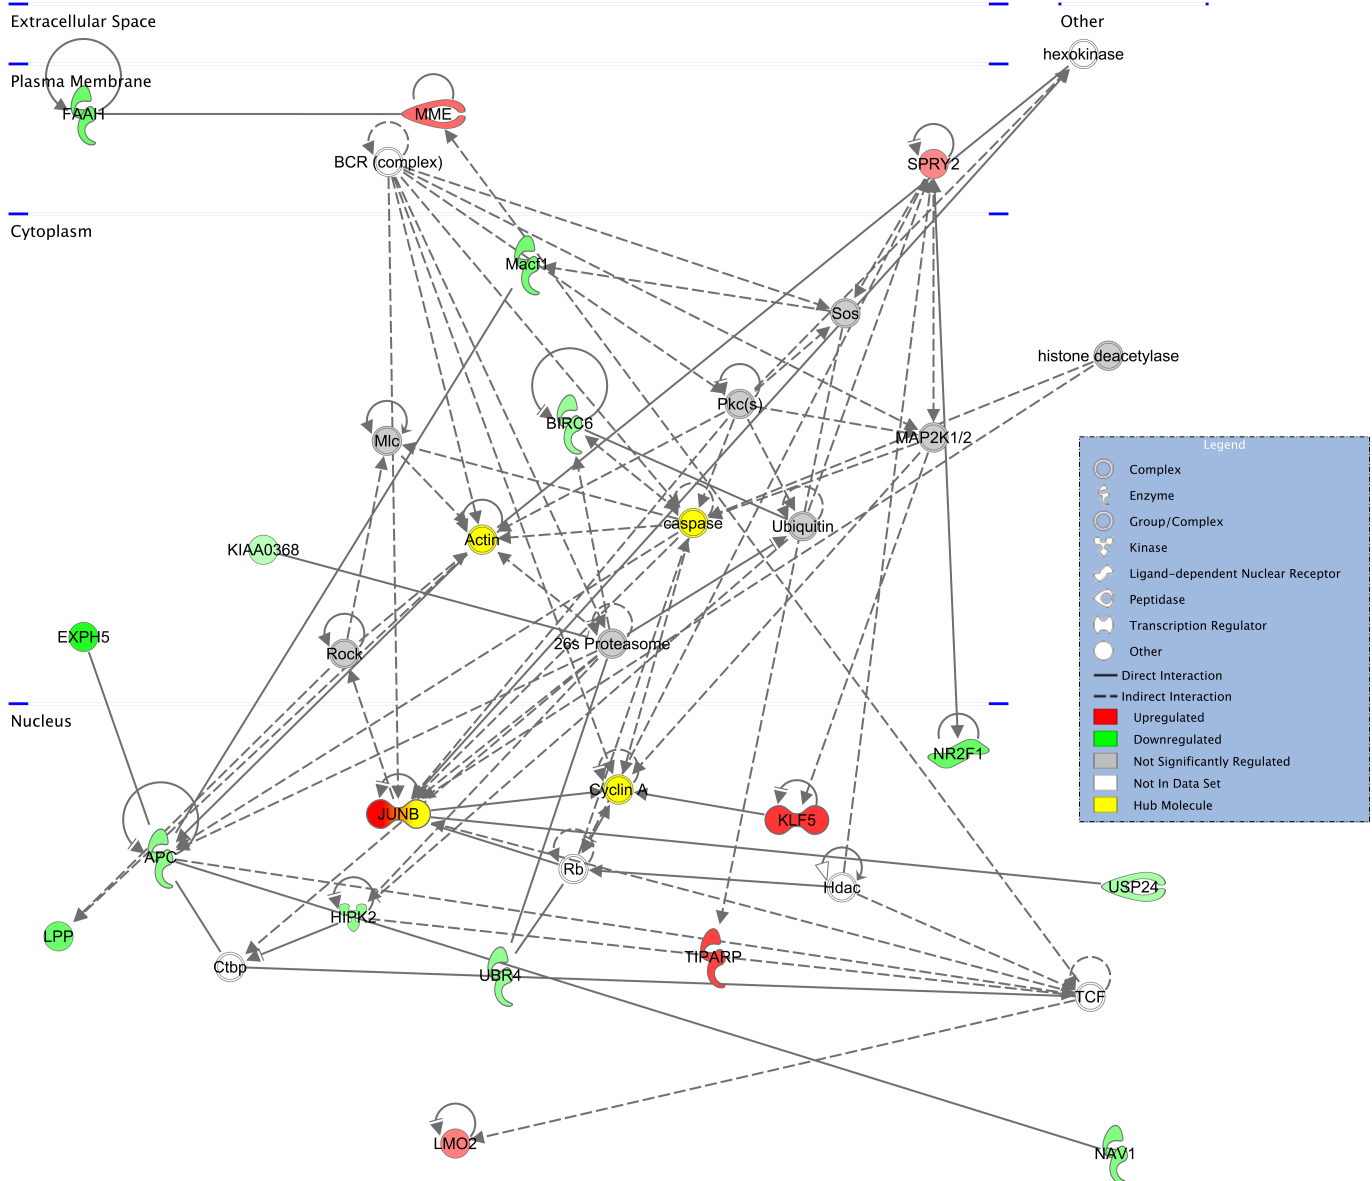 Extracellular Space
Other
hexokinase
Plasma Membrane
FAAH
MME
BCR (complex)
SPRY2
Cytoplasm
Macf1
Sos
histone deacetylase
Pkc(s)
BIRC6
MAP2K1/2
Mlc
caspase
Ubiquitin
Actin
KIAA0368
EXPH5
26s Proteasome
Rock
Nucleus
NR2F1
Cyclin A
JUNB
KLF5
APC
Rb
Hdac
USP24
HIPK2
LPP
Ctbp
UBR4
TIPARP
TCF
LMO2
NAV1
Legend
Complex
Enzyme
Group/Complex
Kinase
Ligand-dependent Nuclear Receptor
Peptidase
Transcription Regulator
Other
Direct Interaction
Indirect Interaction
Upregulated
Downregulated
Not Significantly Regulated
Not In Data Set
Hub Molecule